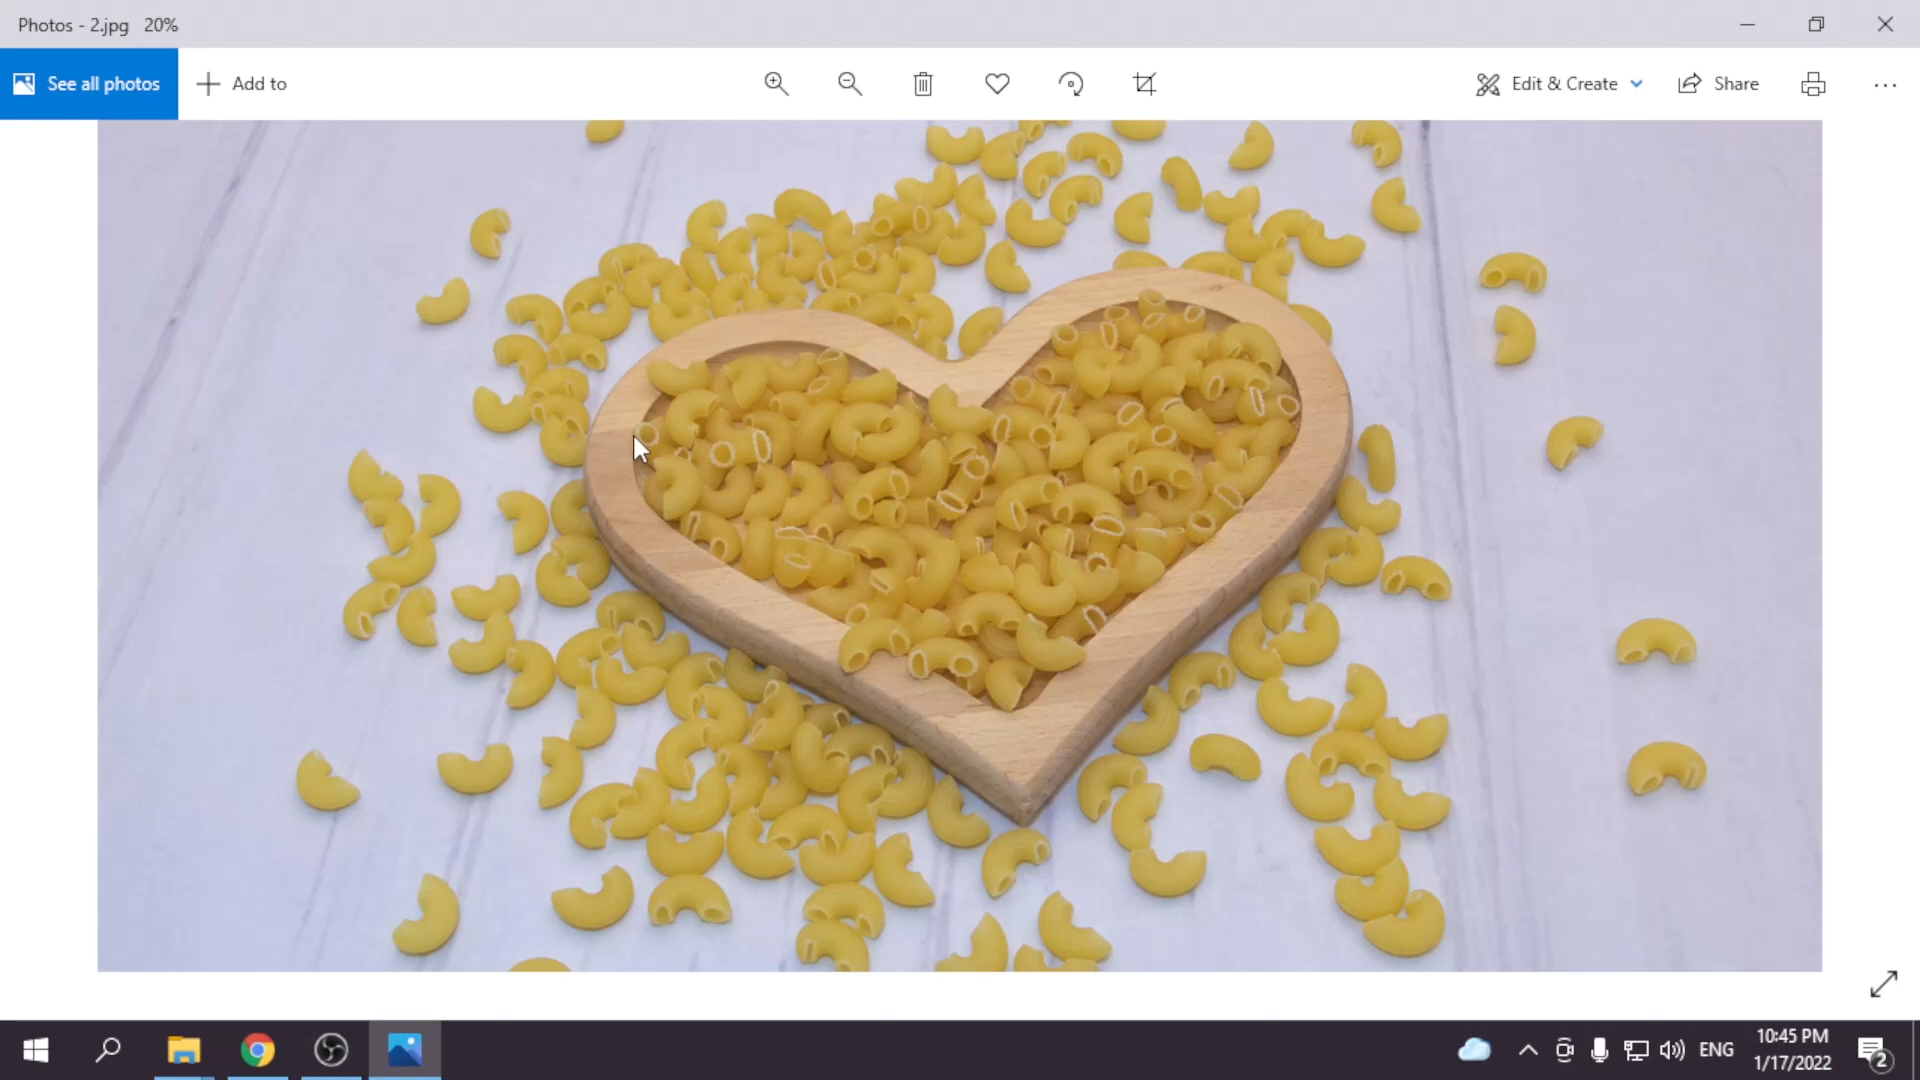 Photos - 2.jpg 20%
See all photos
Add to
Edit & Create
Share
ENG
10:45 PM
1/17/2022
2